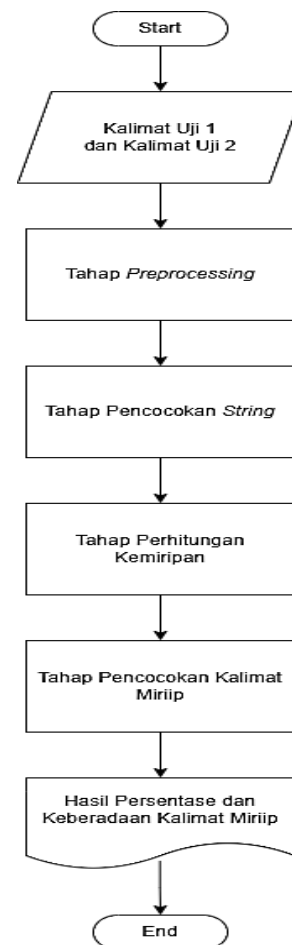 Start
Kalimat Uji 1
dan Kalimat Uji 2
Tahap Preprocessing
Tahap Pencocokan String
Tahap Perhitungan
Kemiripan
Tahap Pencocokan Kalimat
Miriip
Hasil Persentase dan
Keberadaan Kalimat Miriip
End